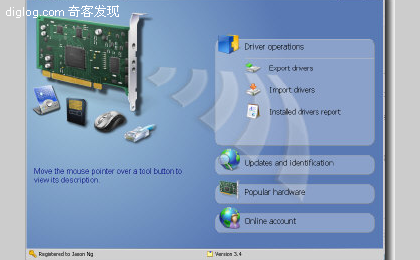 diglog.com 奇客发现
Driver operations
Export drivers
Import drivers
Installed drivers report
Move the mouse pointer over a tool button to
view its description.
Updates and identification
Popular hardware
Online account
Registered to Jason Ng
Version 3.4